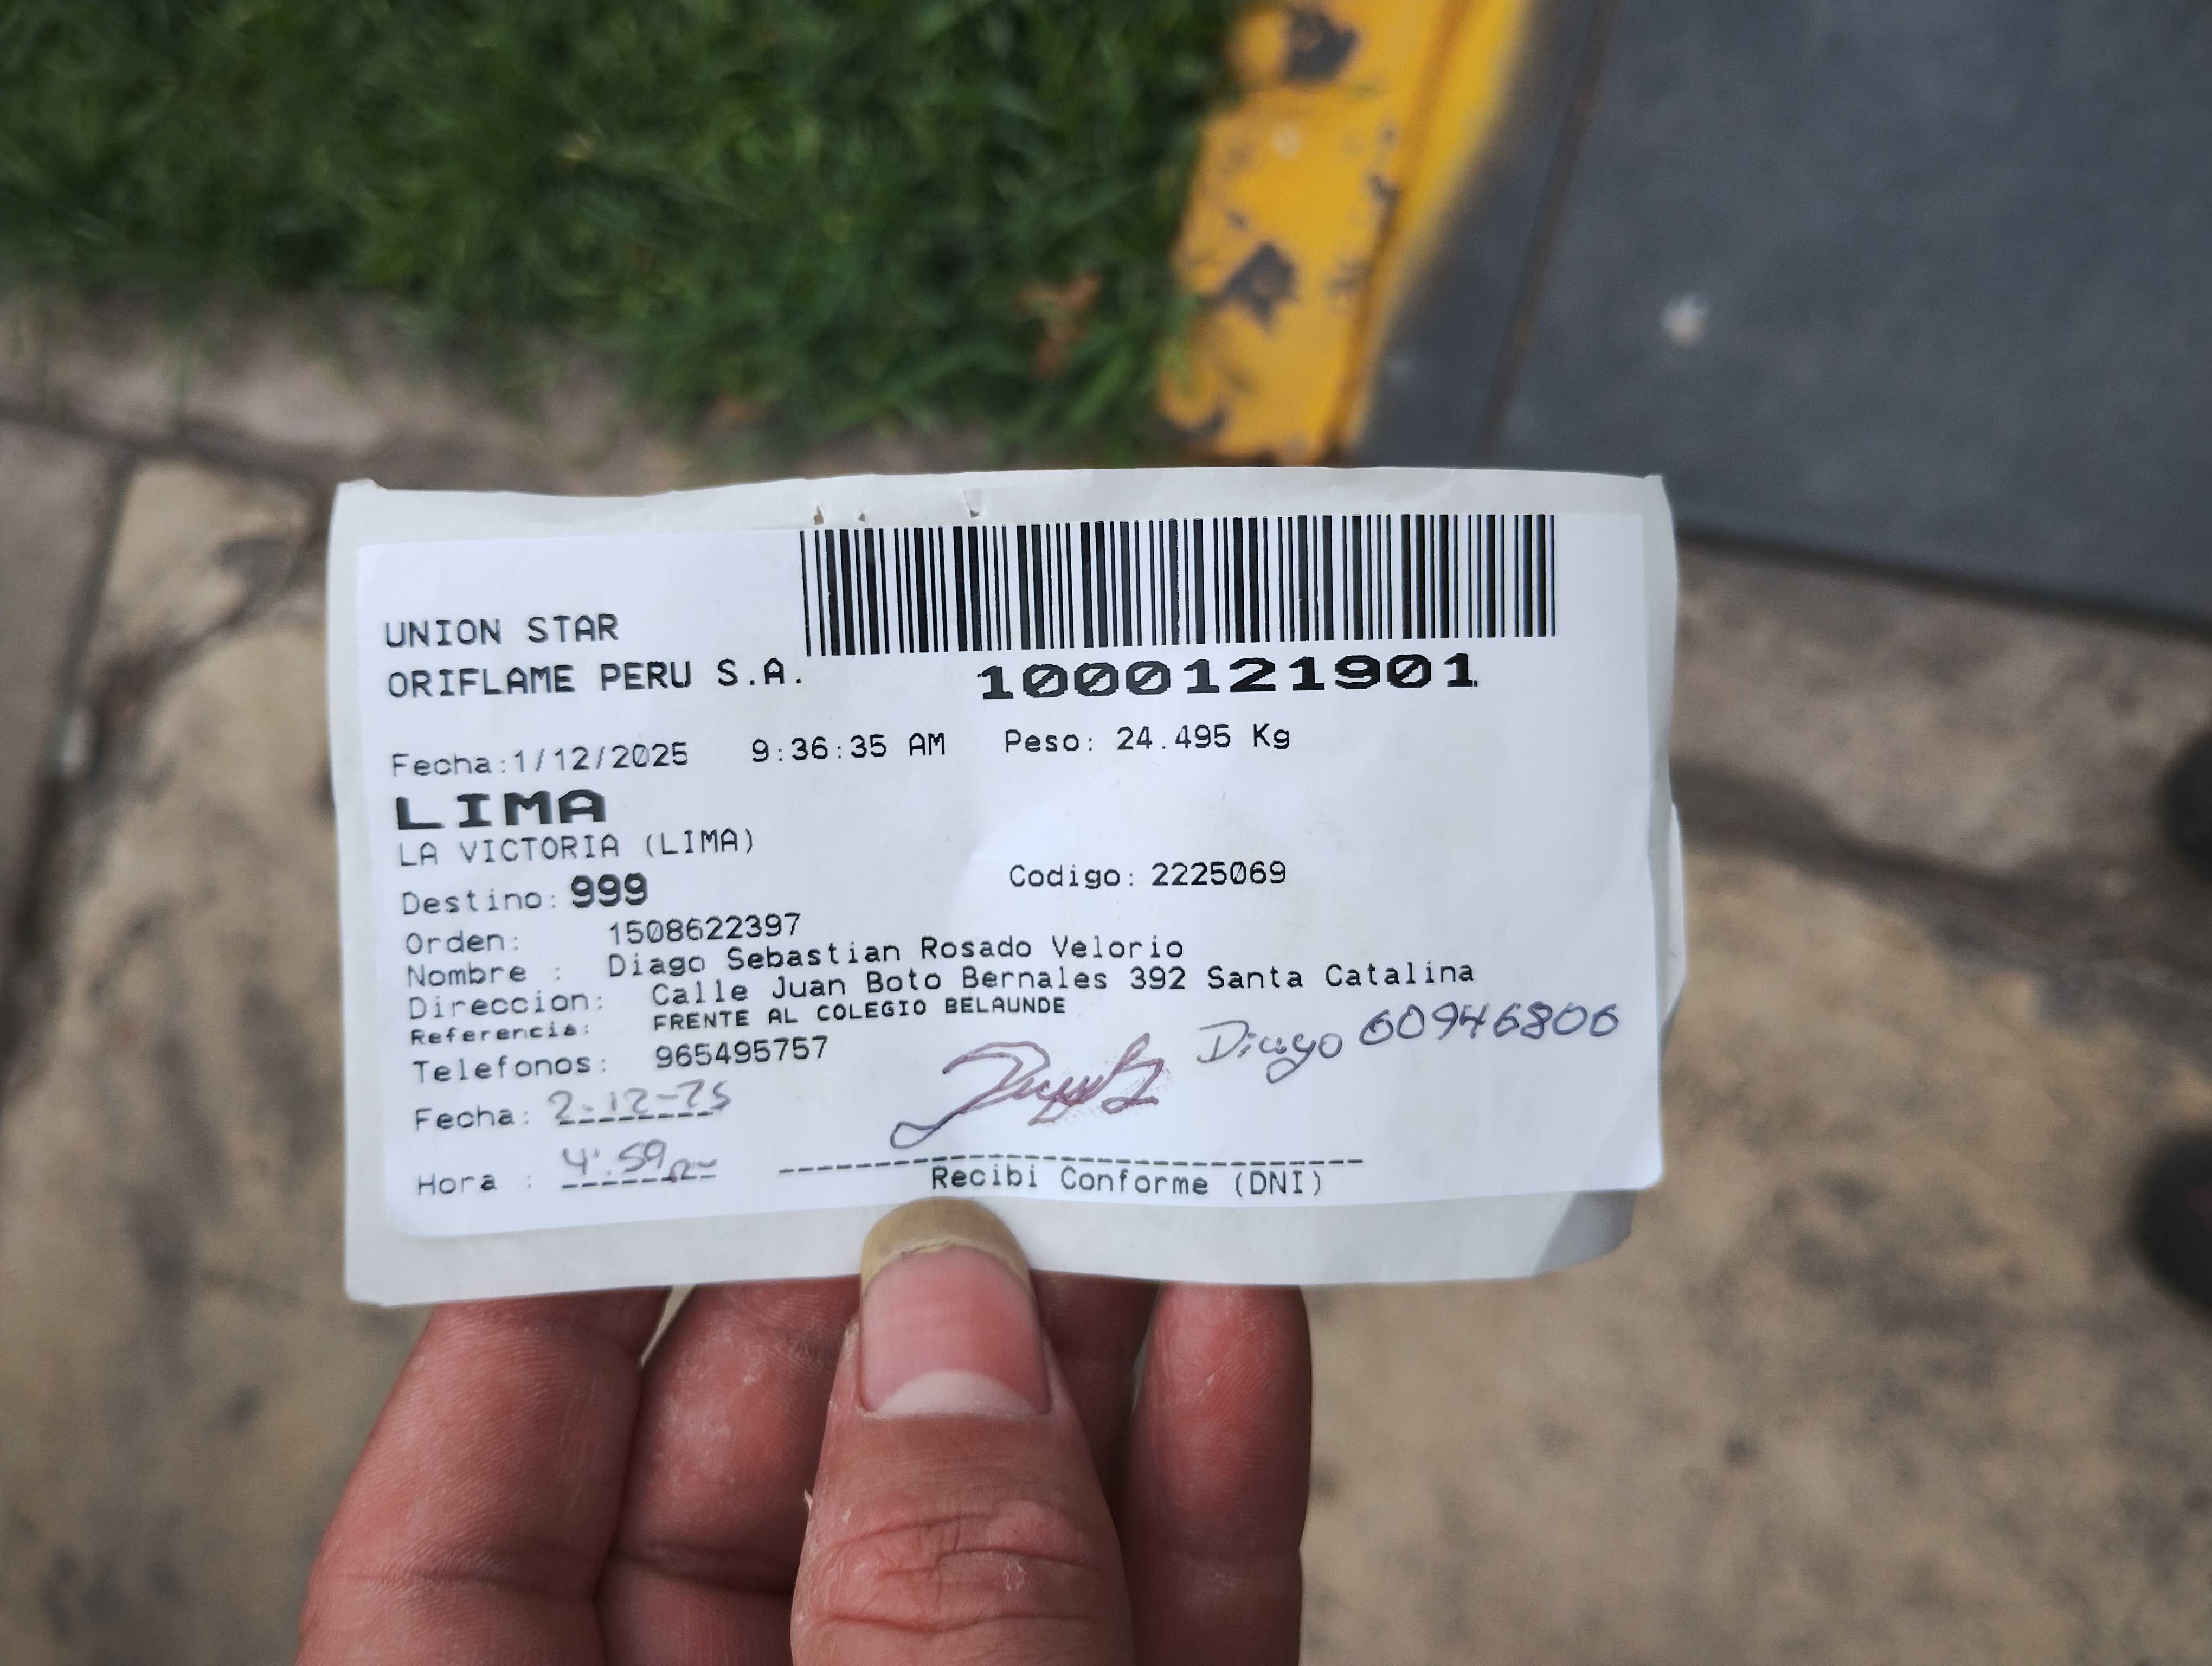 UNION STAR
ORIFLAME PERU S.A.
1000121901
Fecha:1/12/2025 9:36:35 AM Peso: 24.495 Kg
LIMA
LA VICTORIA (LIMA)
Destino: 999 Codigo: 2225069
Orden: 1508622397
Nombre : Diago Sebastian Rosado Velorio
Direccion: Calle Juan Boto Bernales 392 Santa Catalina
Referencia: FRENTE AL COLEGIO BELAUNDE
Telefonos: 965495757
Diago 60946806
Fecha: 2-12-25
Hora : 4:59
Recibi Conforme (DNI)